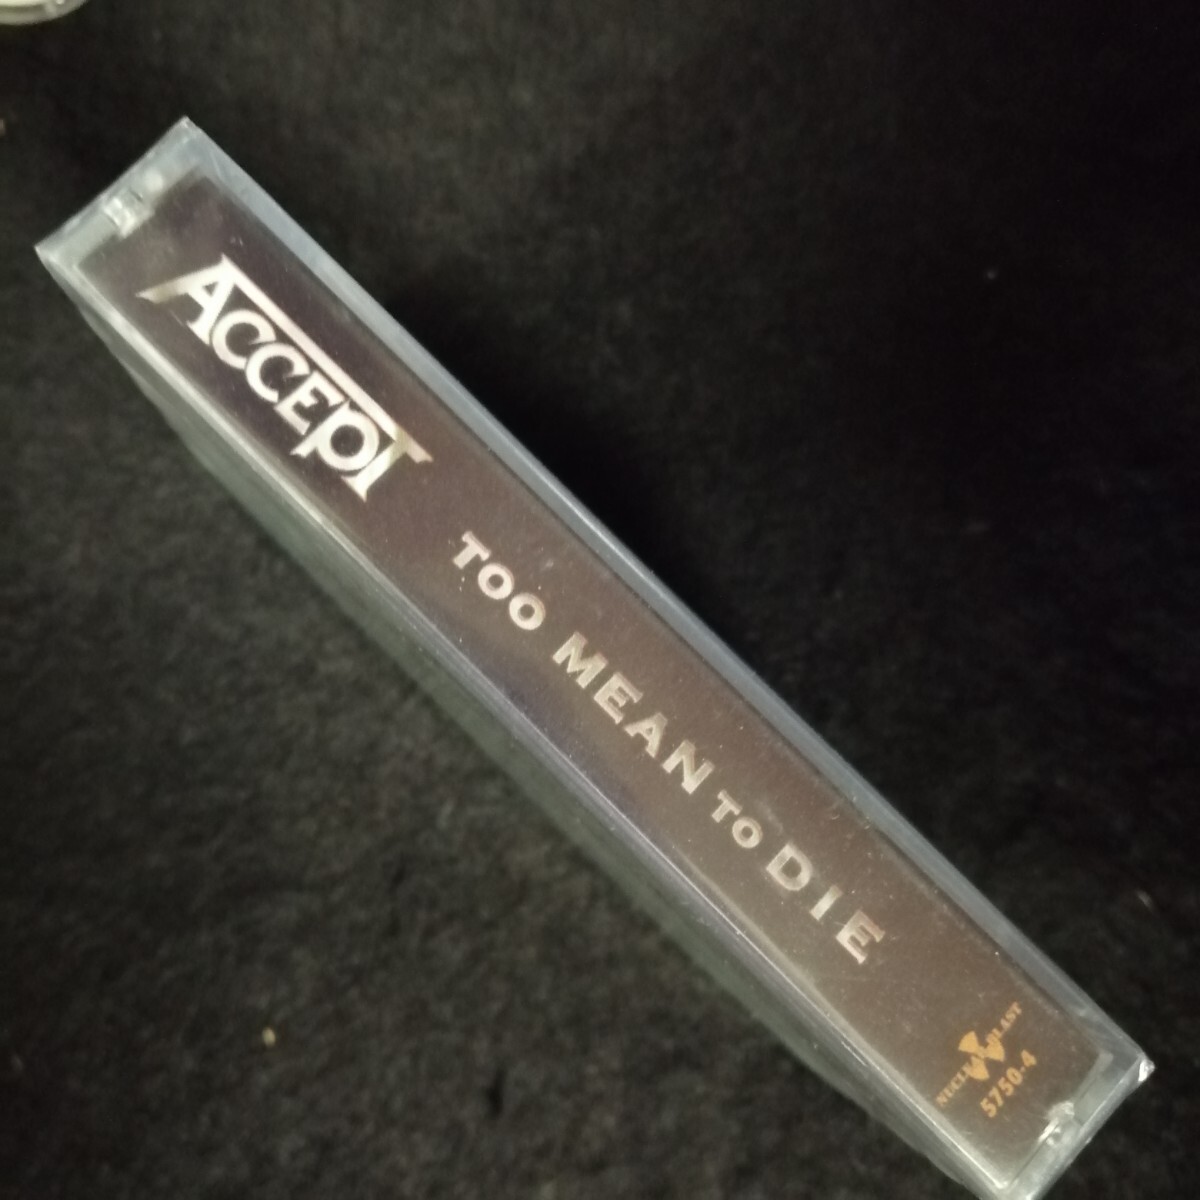 ACCEPT
TOO MEAN TO DIE
NUCLEAR BLAST
5750-4